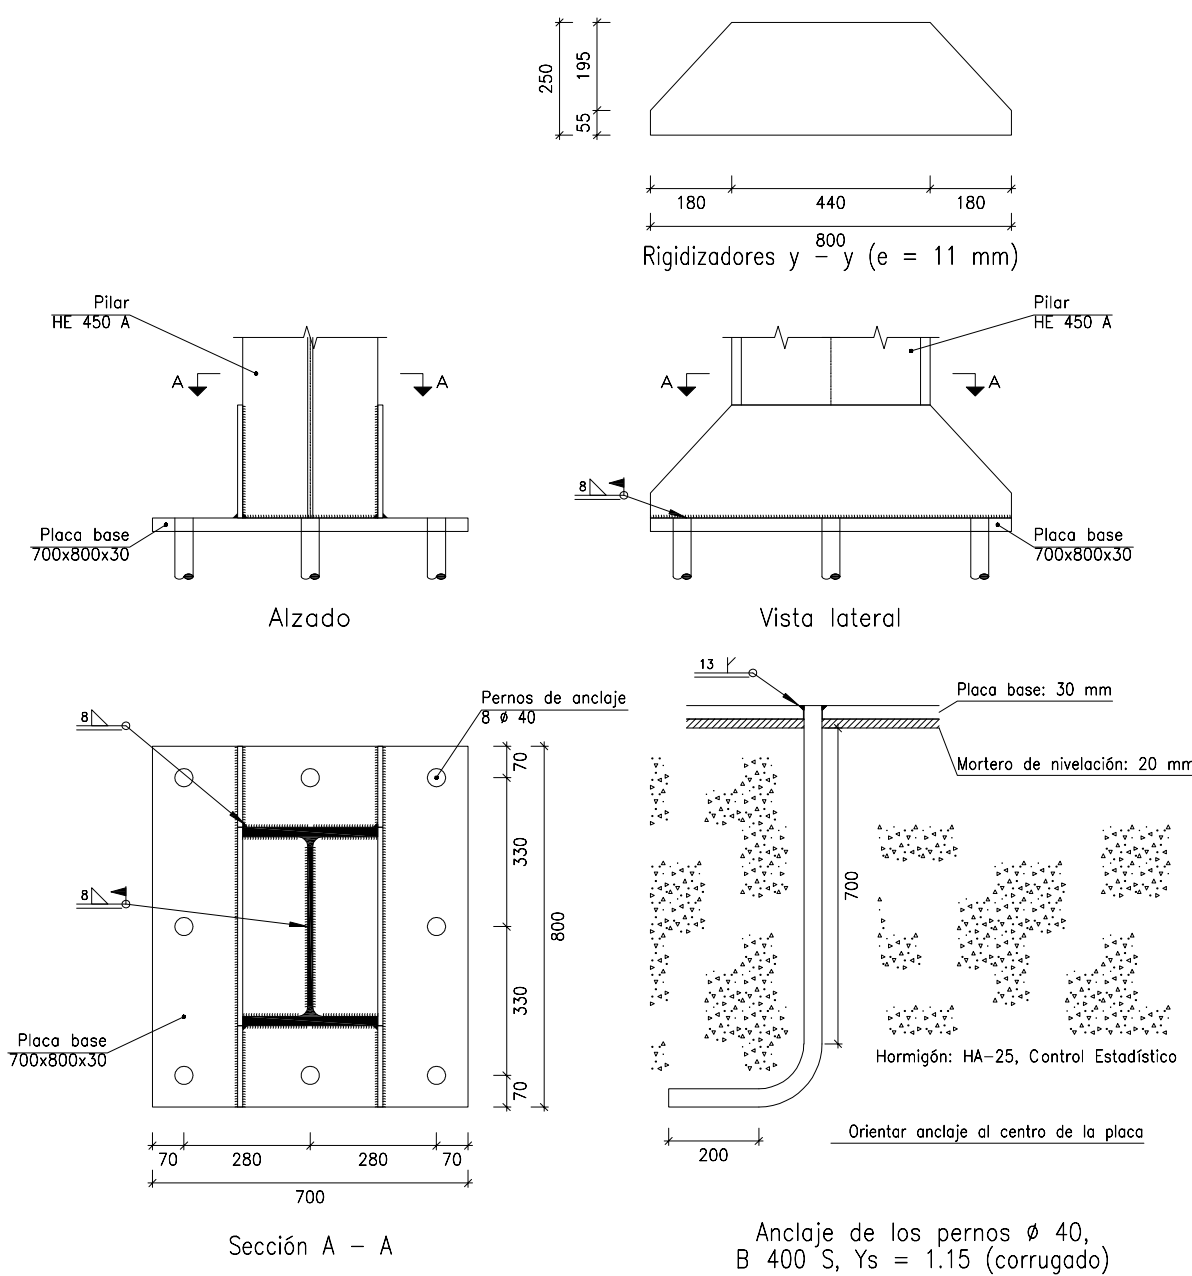 250
195
55
180
440
180
800
Rigidizadores y - y (e = 11 mm)
Pilar
HE 450 A
A
A
Placa base
700x800x30
Alzado
Pilar
HE 450 A
A
A
8
Placa base
700x800x30
Vista lateral
8
Pernos de anclaje
8 ø 40
8
Placa base
700x800x30
70
330
330
70
800
70
280
280
70
700
Sección A - A
13
Placa base: 30 mm
Mortero de nivelación: 20 mm
700
Hormigón: HA-25, Control Estadístico
200
Orientar anclaje al centro de la placa
Anclaje de los pernos ø 40,
B 400 S, Ys = 1.15 (corrugado)